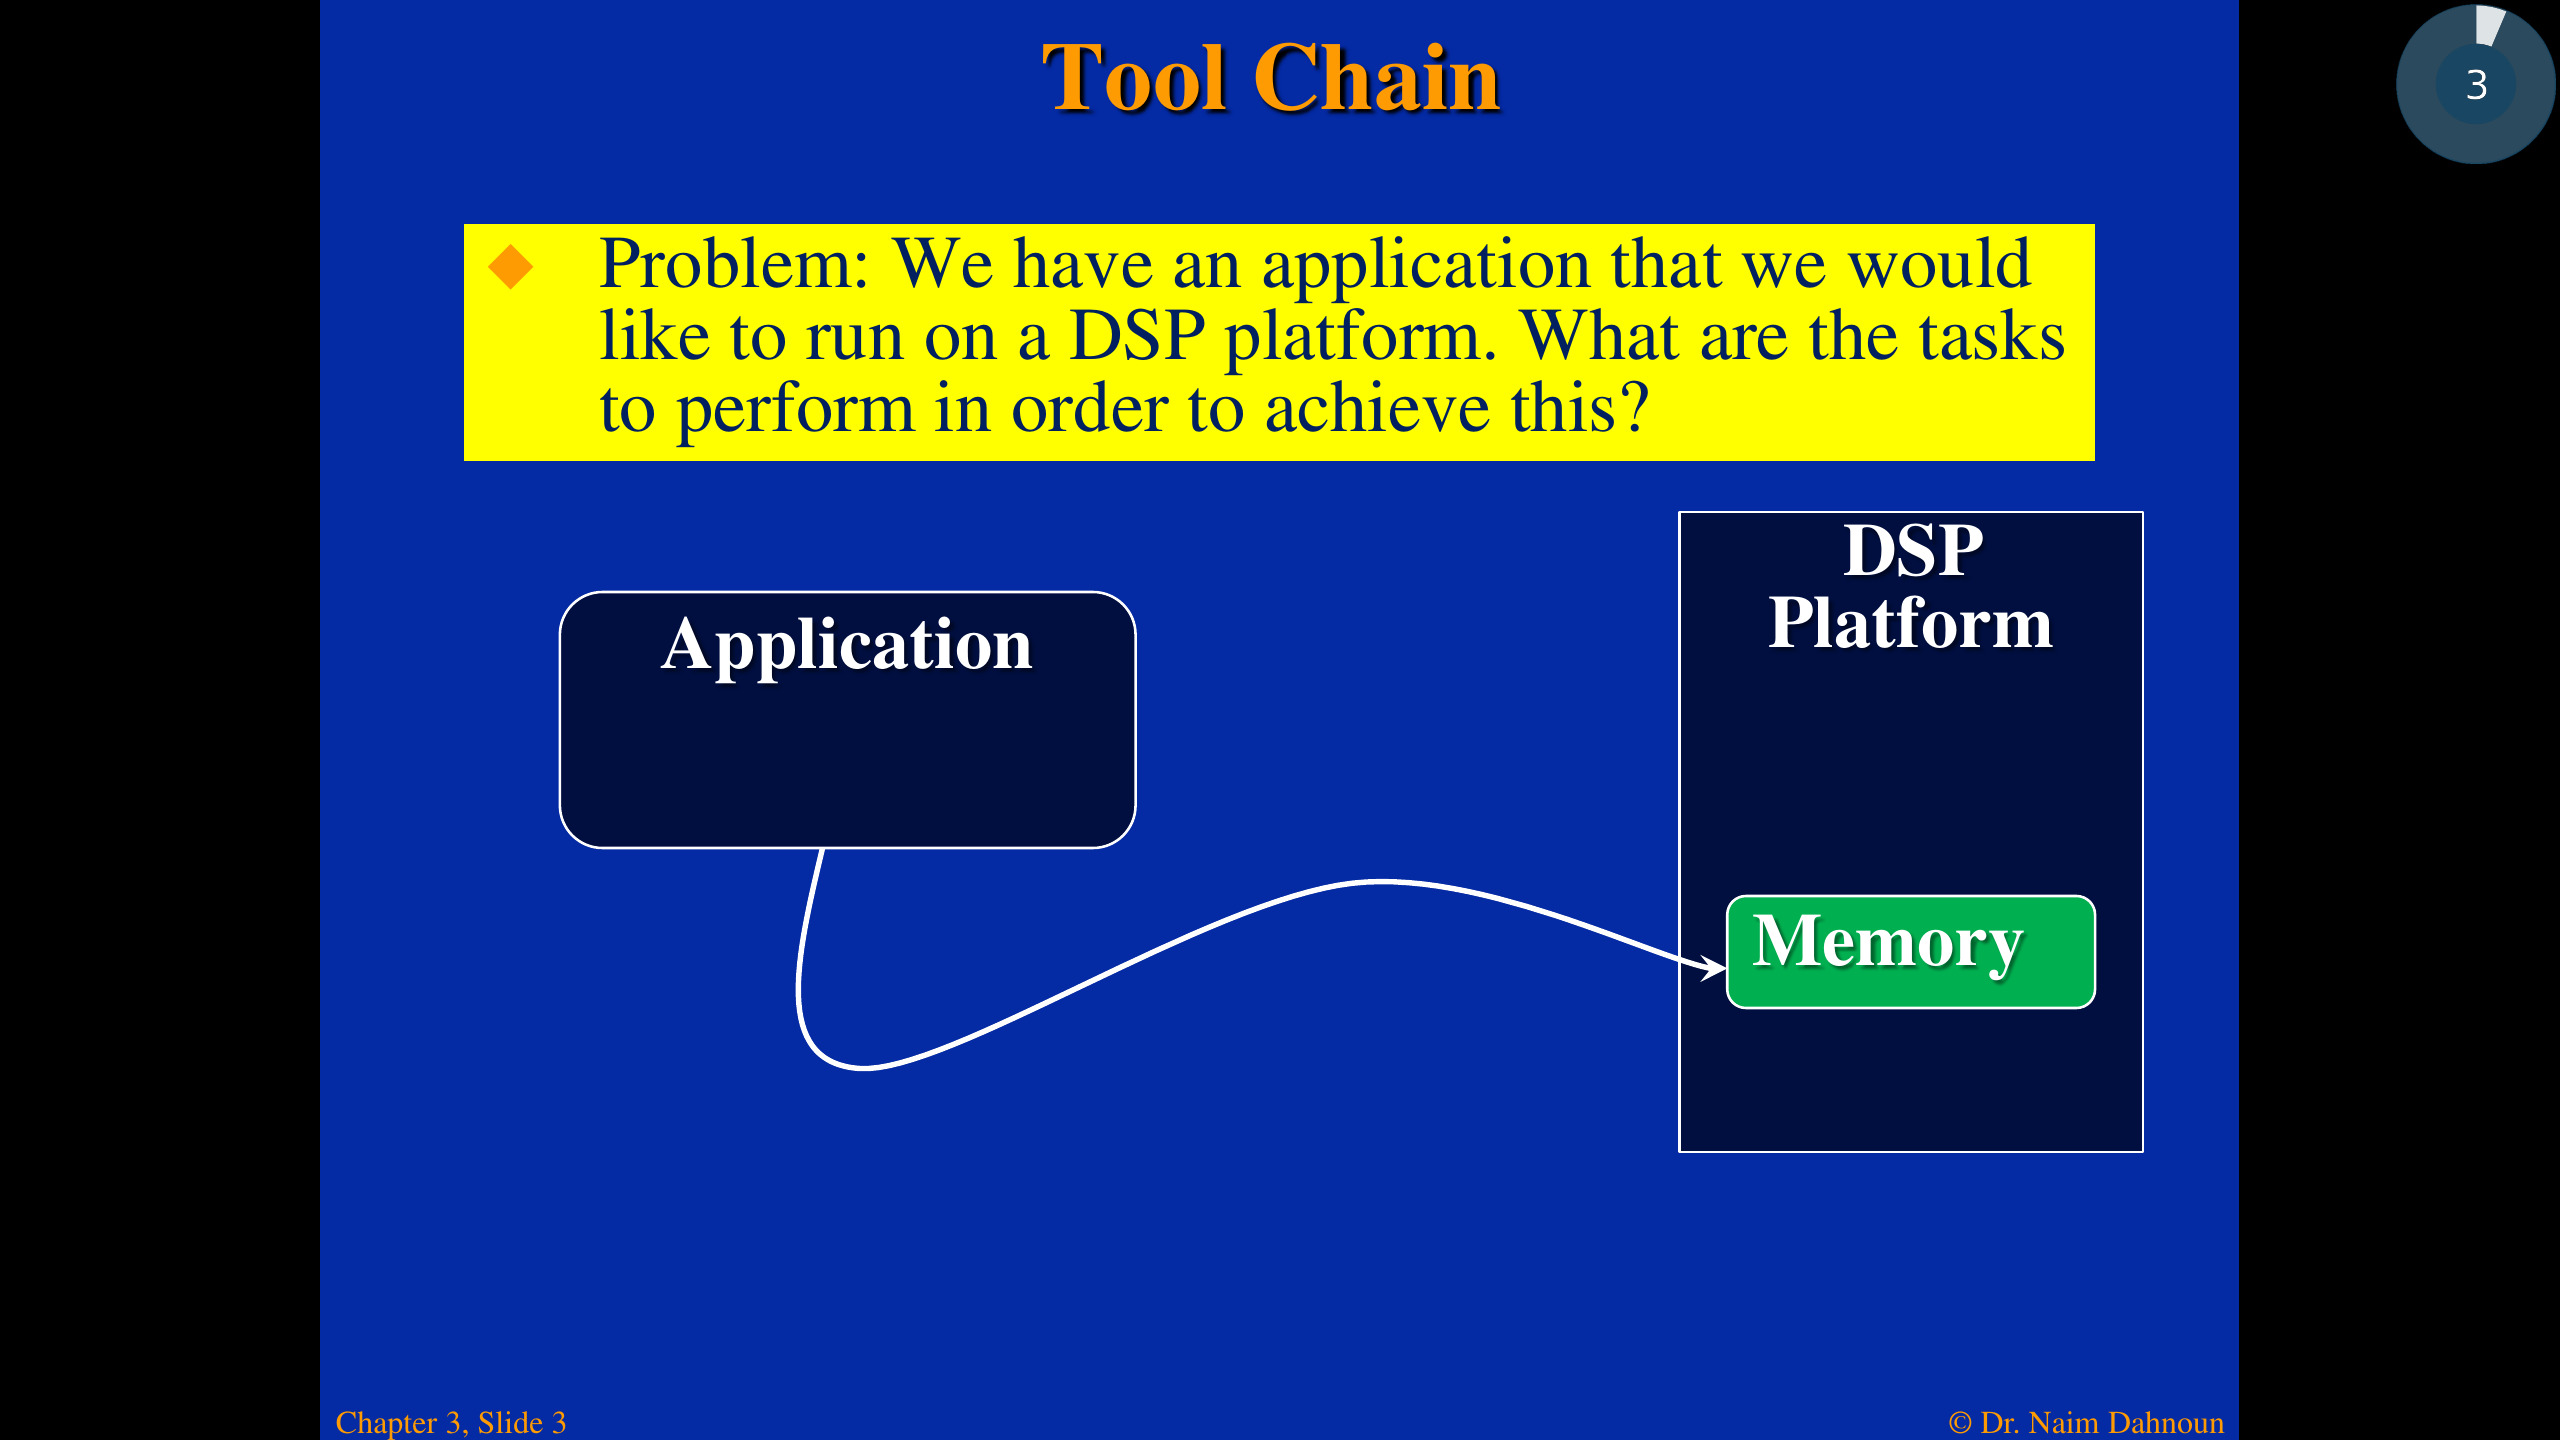 Tool Chain
3
◆ Problem: We have an application that we would
like to run on a DSP platform. What are the tasks
to perform in order to achieve this?
DSP
Platform
Application
Memory
Chapter 3, Slide 3
© Dr. Naim Dahnoun